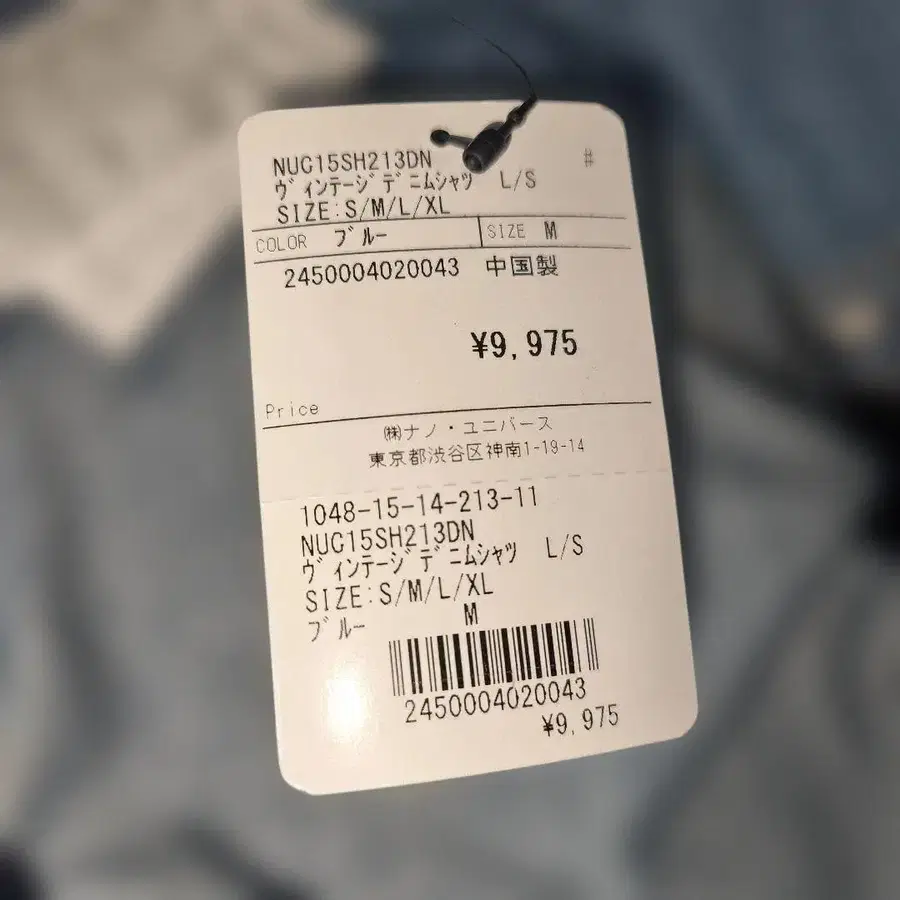 NUC15SH213DN #
ヴィンテージデニムシャツ L/S
SIZE:S/M/L/XL
COLOR ブルー SIZE M
2450004020043 中国製
¥9,975
Price
㈱ナノ・ユニバース
東京都渋谷区神南1-19-14
1048-15-14-213-11
NUC15SH213DN
ヴィンテージデニムシャツ L/S
SIZE:S/M/L/XL
ブルー M
2450004020043
¥9,975